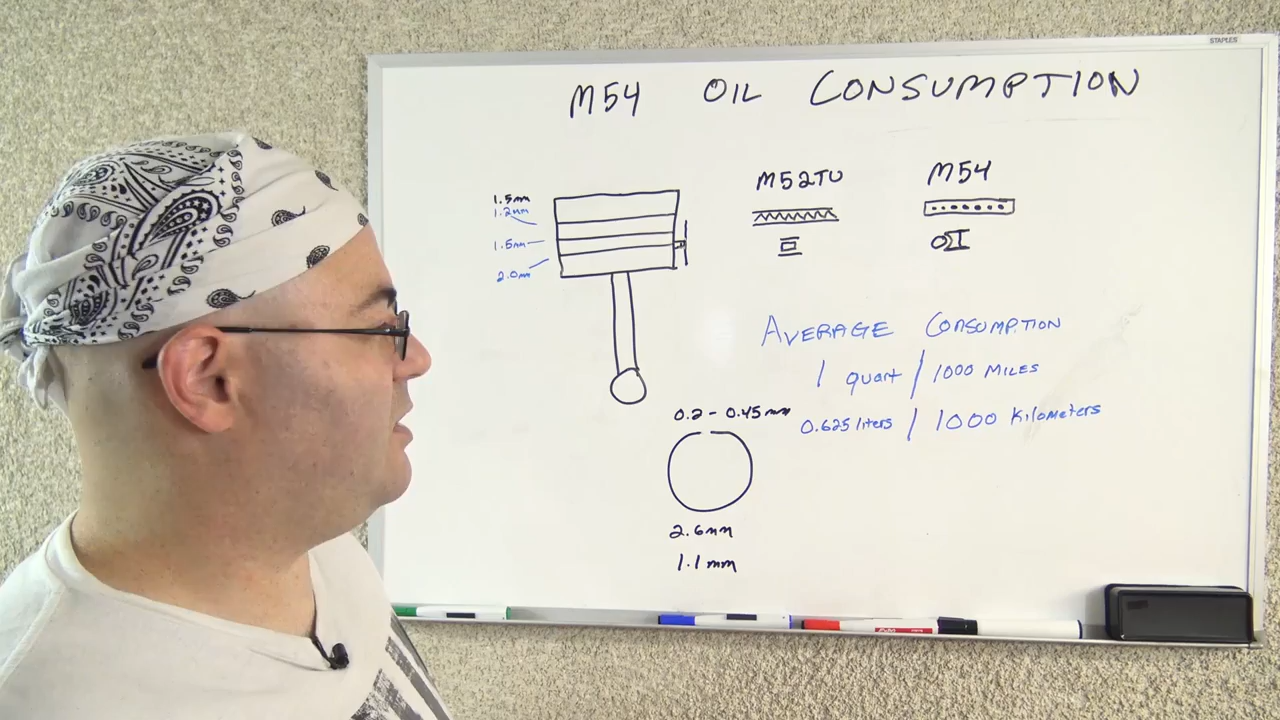 STAPLES
M54 OIL CONSUMPTION
M52TU M54
1.5mm
1.2mm
1.5mm
2.0mm
AVERAGE CONSUMPTION
1 quart / 1000 MILES
0.625 liters / 1000 Kilometers
0.2 - 0.45mm
2.6mm
1.1mm